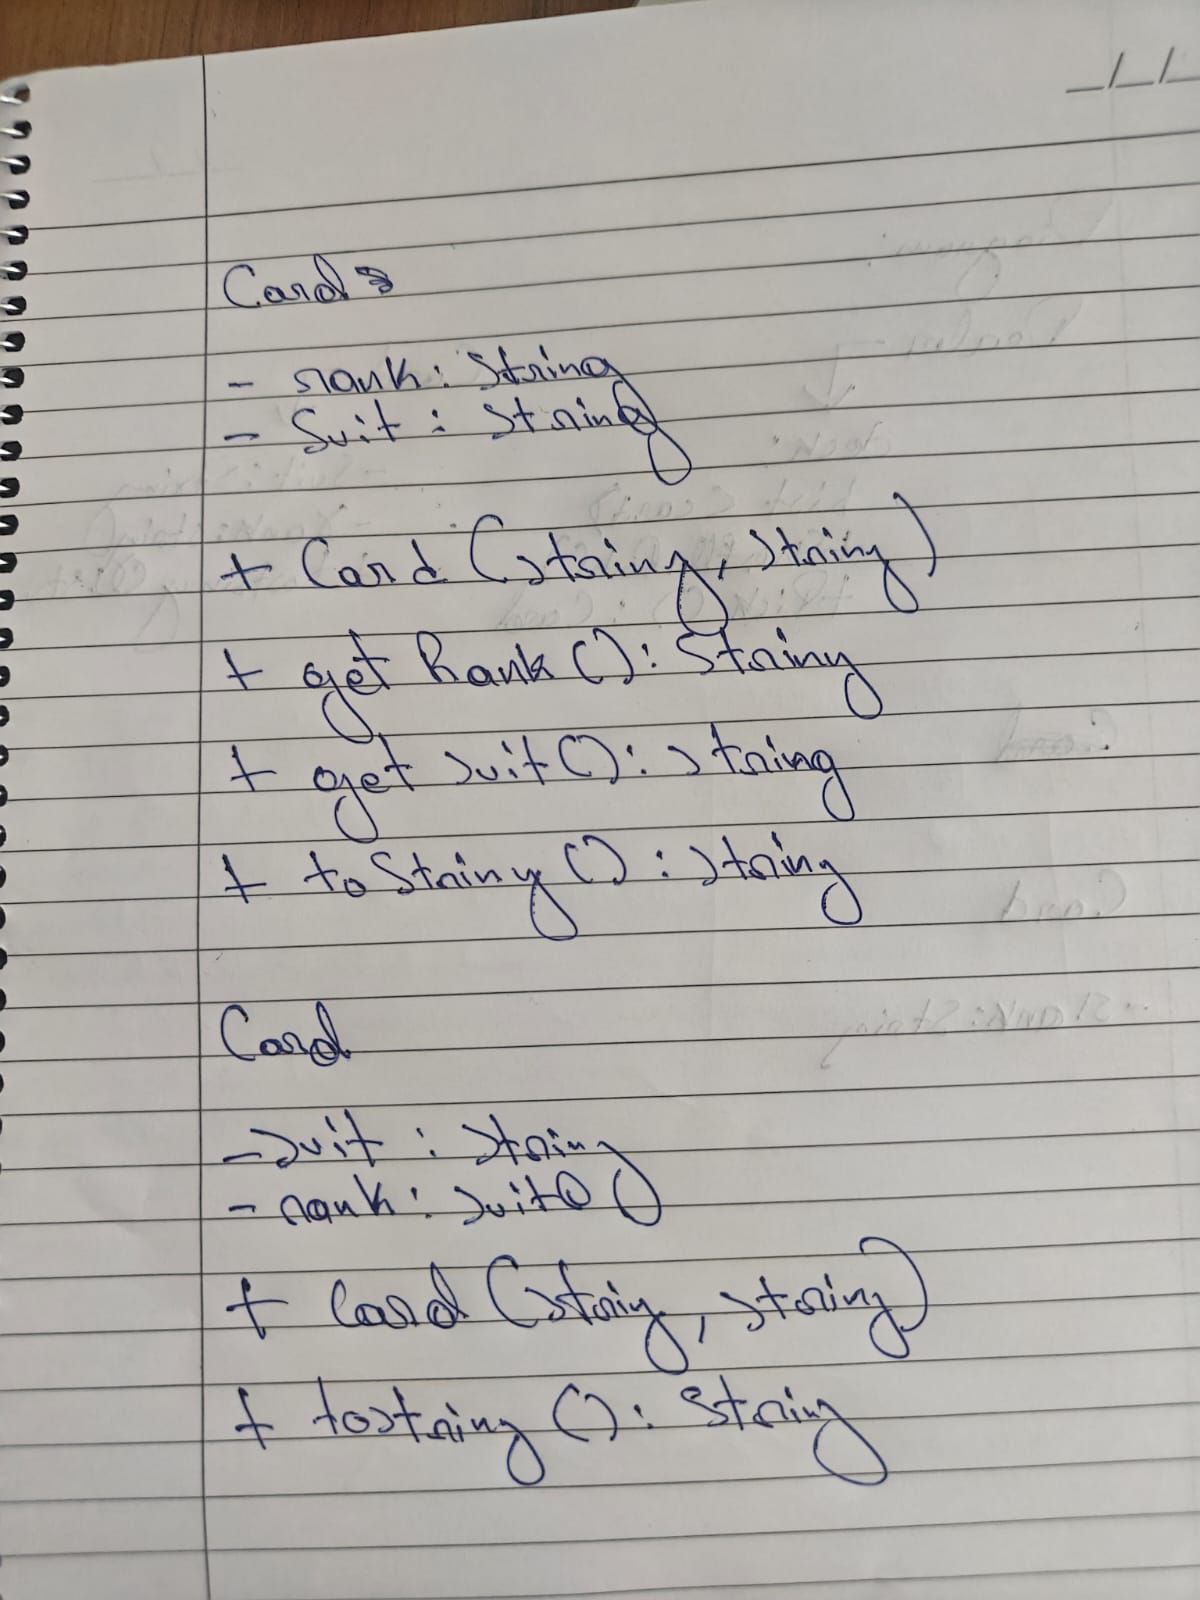 Card
- rank: string
- Suit : string
+ Card (string, string)
+ get Rank (): String
+ get suit(): string
+ toString() : string
Card
- suit : string
- rank : suit
+ Card (string, string)
+ tostring () : String